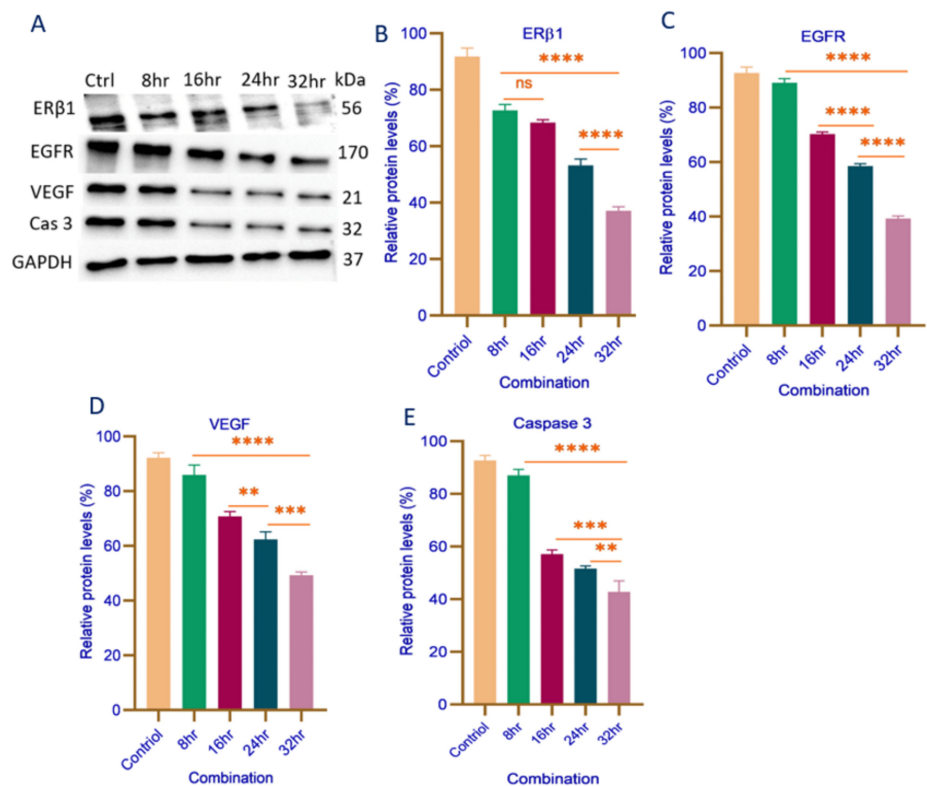 A
Ctrl 8hr 16hr 24hr 32hr kDa
ERβ1 56
EGFR 170
VEGF 21
Cas 3 32
GAPDH 37
B
ERβ1
Relative protein levels (%)
100
80
60
40
20
0
****
ns
****
Contriol 8hr 16hr 24hr 32hr
Combination
C
EGFR
Relative protein levels (%)
100
80
60
40
20
0
****
****
****
Contriol 8hr 16hr 24hr 32hr
Combination
D
VEGF
Relative protein levels (%)
100
80
60
40
20
0
****
**
***
Contriol 8hr 16hr 24hr 32hr
Combination
E
Caspase 3
Relative protein levels (%)
100
80
60
40
20
0
****
***
**
Contriol 8hr 16hr 24hr 32hr
Combination